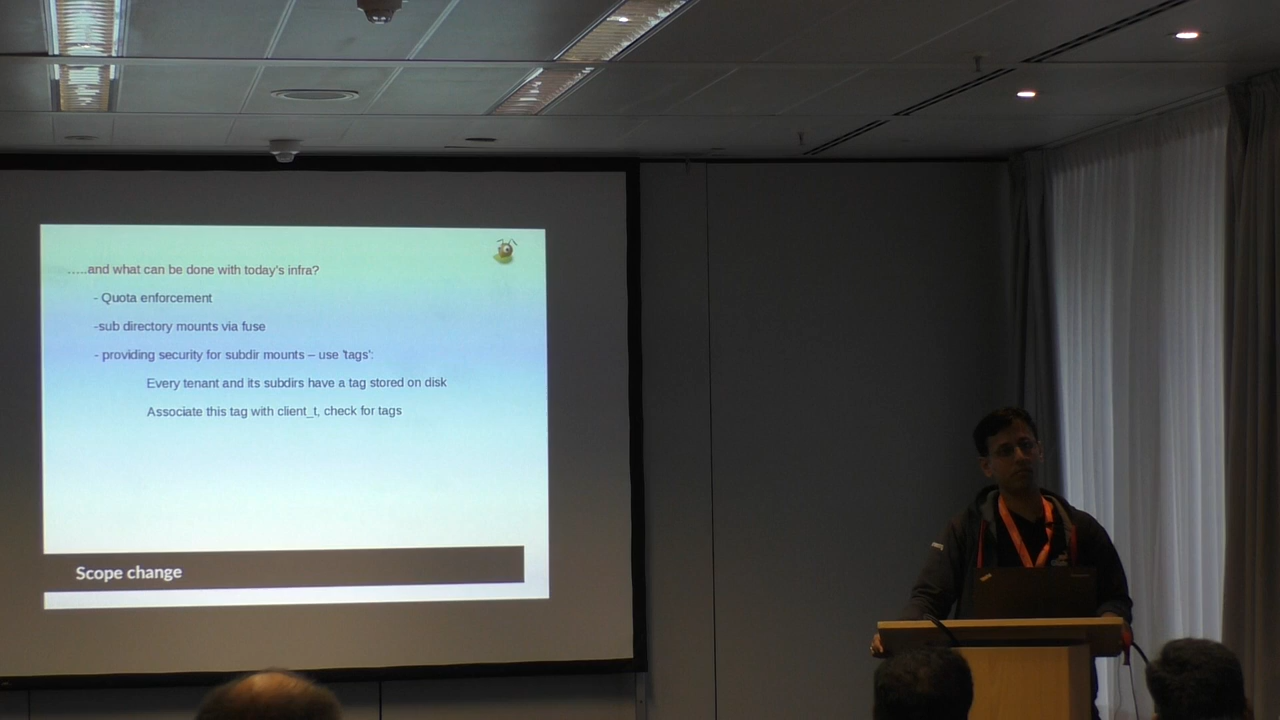 .....and what can be done with today's infra?
- Quota enforcement
-sub directory mounts via fuse
- providing security for subdir mounts – use 'tags':
Every tenant and its subdirs have a tag stored on disk
Associate this tag with client_t, check for tags
Scope change